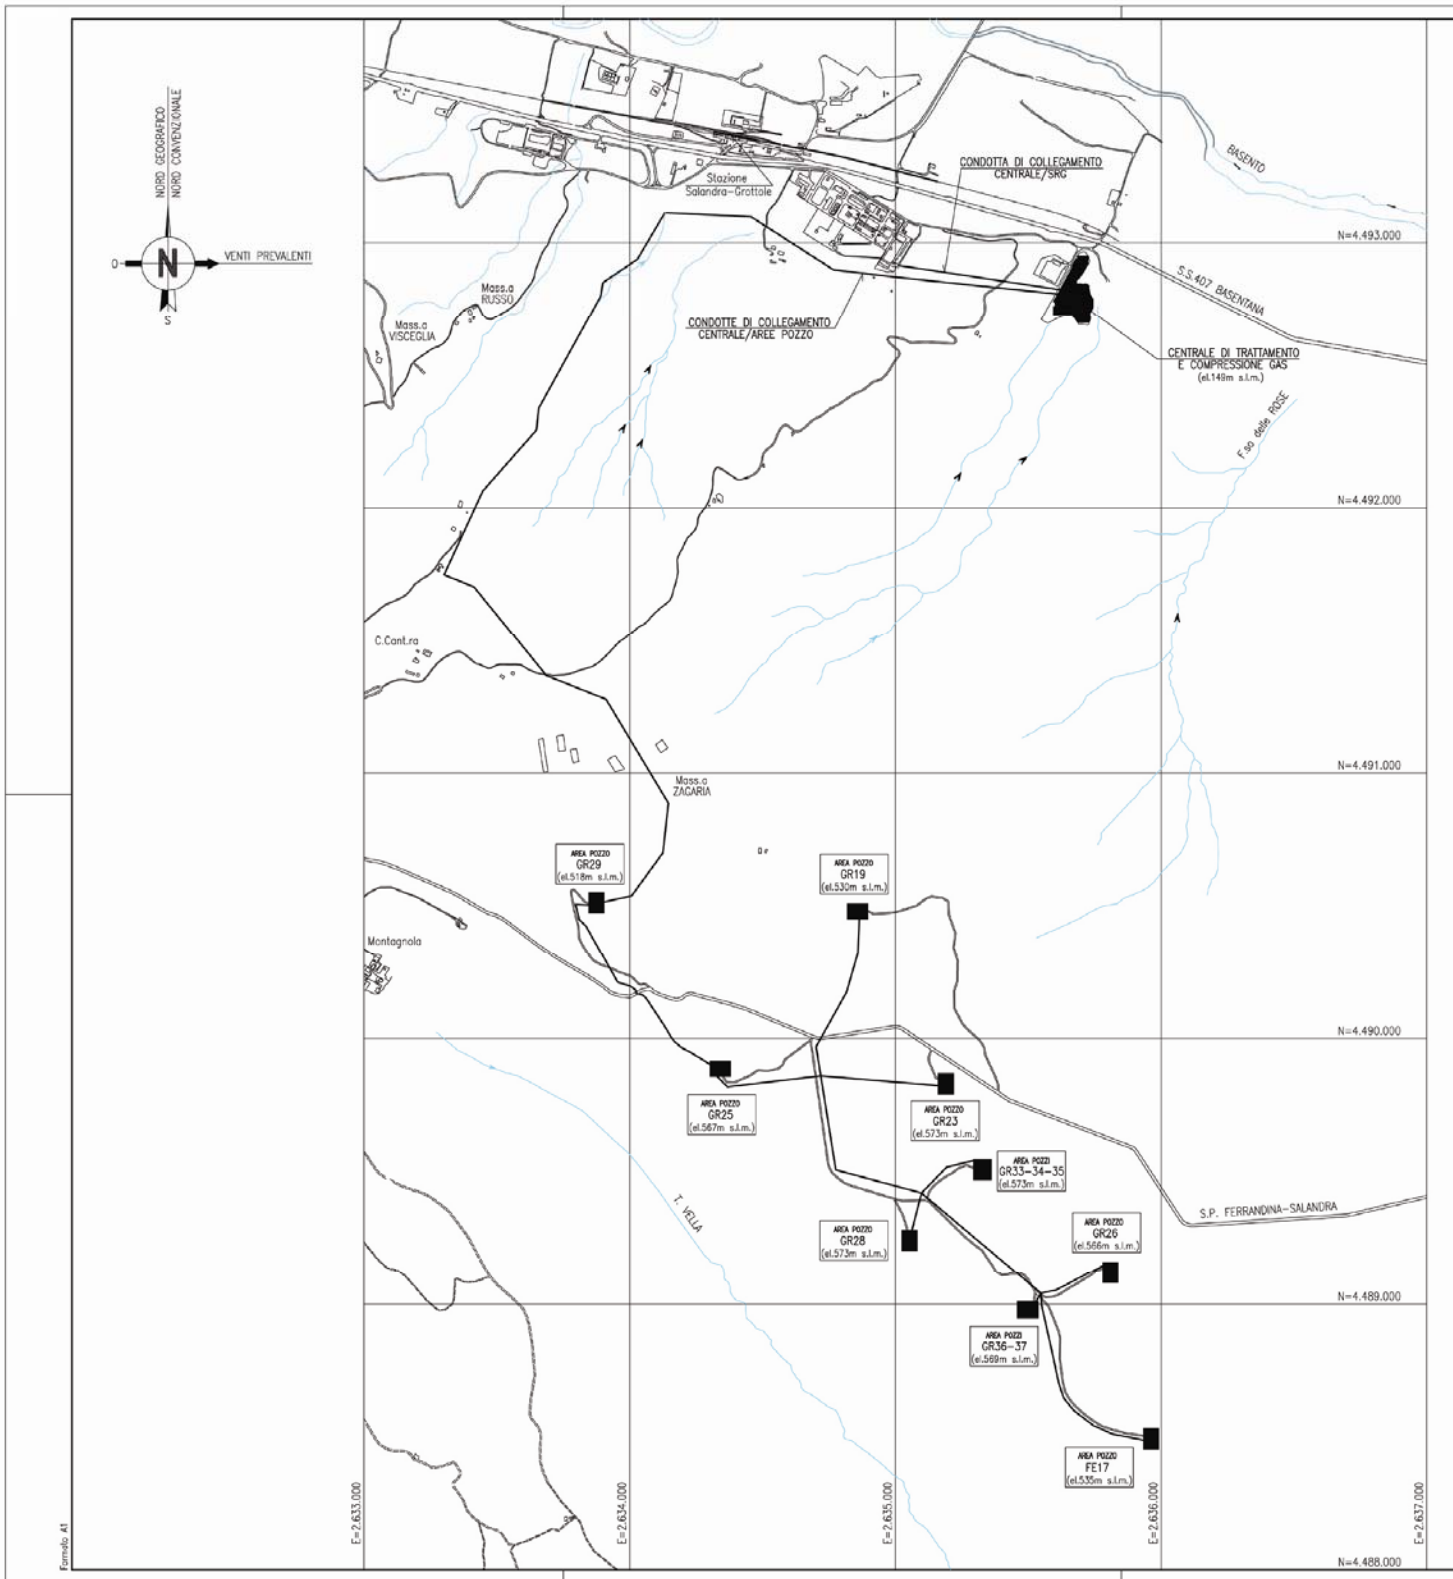 NORD GEOGRAFICO
NORD CONVENZIONALE
O
N
VENTI PREVALENTI
S
BASENTO
CONDOTTA DI COLLEGAMENTO
CENTRALE/SRG
Stazione
Salandra-Grottole
N=4.493.000
S.S.407 BASENTANA
Mass.a
RUSSO
Mass.a
VISCEGLIA
CONDOTTE DI COLLEGAMENTO
CENTRALE/AREE POZZO
CENTRALE DI TRATTAMENTO
E COMPRESSIONE GAS
(el.149m s.l.m.)
F.so delle ROSE
N=4.492.000
C.Cant.ra
N=4.491.000
Mass.a
ZAGARIA
AREA POZZO
GR29
(el.518m s.l.m.)
AREA POZZO
GR19
(el.530m s.l.m.)
Montagnola
N=4.490.000
AREA POZZO
GR25
(el.567m s.l.m.)
AREA POZZO
GR23
(el.573m s.l.m.)
AREA POZZI
GR33-34-35
(el.573m s.l.m.)
T. VELLA
S.P. FERRANDINA-SALANDRA
AREA POZZO
GR28
(el.573m s.l.m.)
AREA POZZO
GR26
(el.566m s.l.m.)
N=4.489.000
AREA POZZI
GR36-37
(el.569m s.l.m.)
AREA POZZO
FE17
(el.535m s.l.m.)
E=2.633.000
E=2.634.000
E=2.635.000
E=2.636.000
E=2.637.000
N=4.488.000
Formato A1